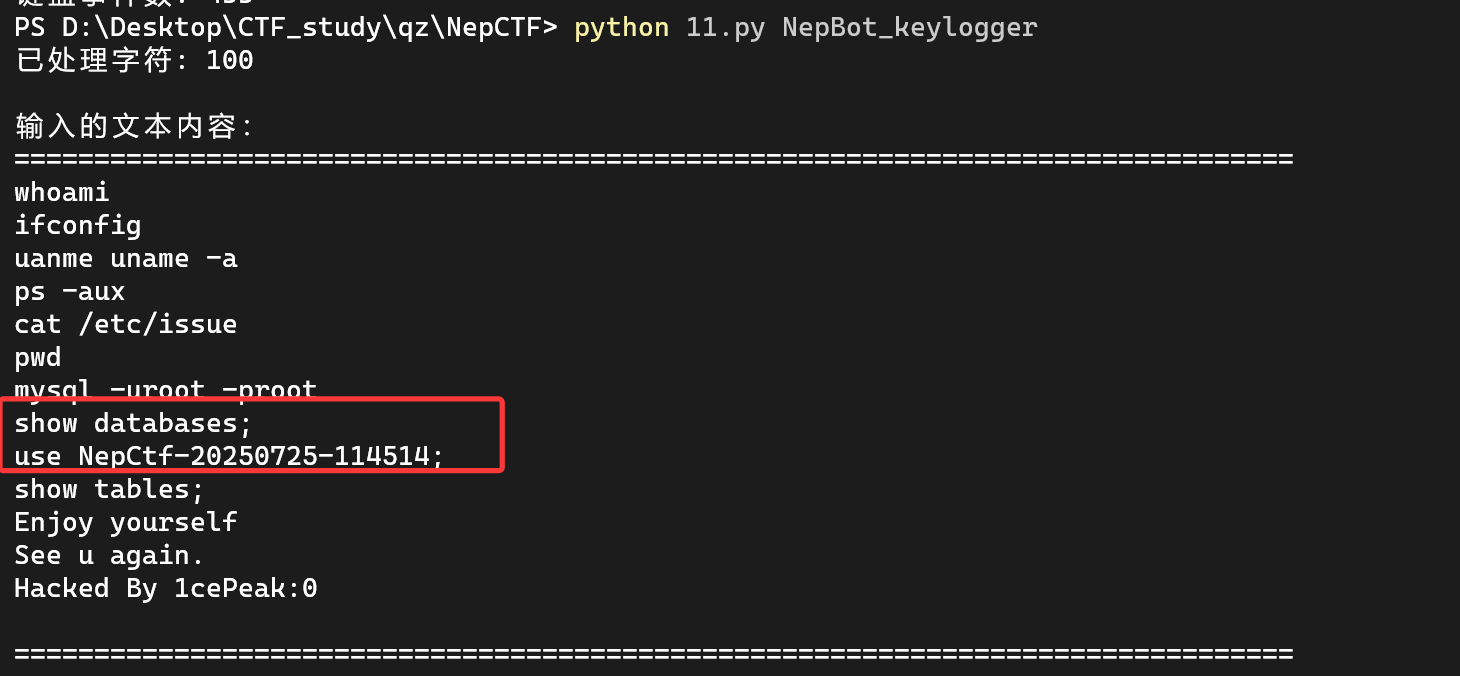 PS D:\Desktop\CTF_study\qz\NepCTF> python 11.py NepBot_keylogger
已处理字符: 100
输入的文本内容:
================================================================================
whoami
ifconfig
uanme uname -a
ps -aux
cat /etc/issue
pwd
mysql -uroot -proot
show databases;
use NepCtf-20250725-114514;
show tables;
Enjoy yourself
See u again.
Hacked By 1cePeak:0
================================================================================